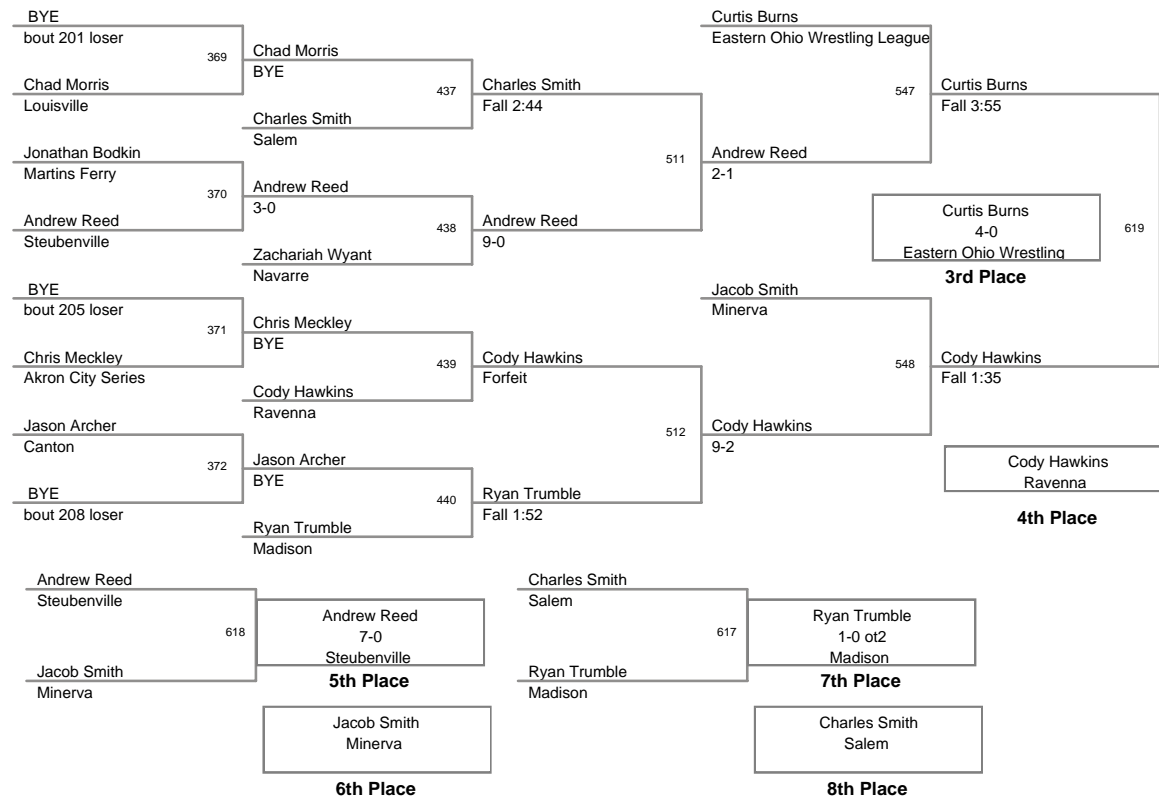 BYE
bout 201 loser
369
Chad Morris
Louisville
Jonathan Bodkin
Martins Ferry
370
Andrew Reed
Steubenville
BYE
bout 205 loser
371
Chris Meckley
Akron City Series
Jason Archer
Canton
372
BYE
bout 208 loser
Chad Morris
BYE
437
Charles Smith
Salem
Andrew Reed
3-0
438
Zachariah Wyant
Navarre
Chris Meckley
BYE
439
Cody Hawkins
Ravenna
Jason Archer
BYE
440
Ryan Trumble
Madison
Charles Smith
Fall 2:44
511
Andrew Reed
9-0
Cody Hawkins
Forfeit
512
Ryan Trumble
Fall 1:52
Curtis Burns
Eastern Ohio Wrestling League
547
Andrew Reed
2-1
Jacob Smith
Minerva
548
Cody Hawkins
9-2
Curtis Burns
Fall 3:55
619
Cody Hawkins
Fall 1:35
Curtis Burns
4-0
Eastern Ohio Wrestling
3rd Place
Cody Hawkins
Ravenna
4th Place
Andrew Reed
Steubenville
618
Jacob Smith
Minerva
Andrew Reed
7-0
Steubenville
5th Place
Jacob Smith
Minerva
6th Place
Charles Smith
Salem
617
Ryan Trumble
Madison
Ryan Trumble
1-0 ot2
Madison
7th Place
Charles Smith
Salem
8th Place